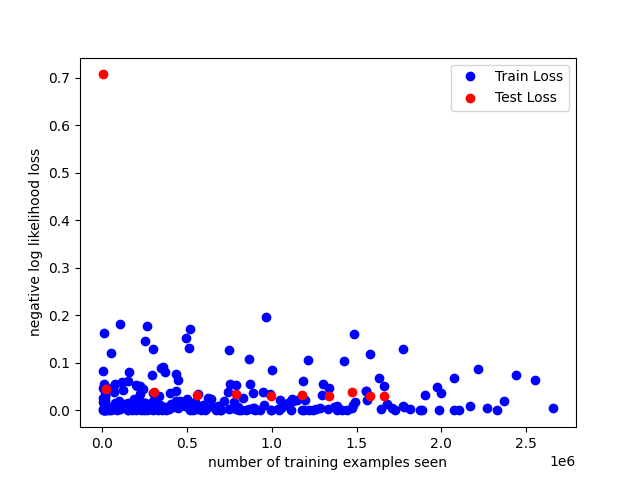 Train Loss
Test Loss
negative log likelihood loss
0.7
0.6
0.5
0.4
0.3
0.2
0.1
0.0
0.0 0.5 1.0 1.5 2.0 2.5
1e6
number of training examples seen